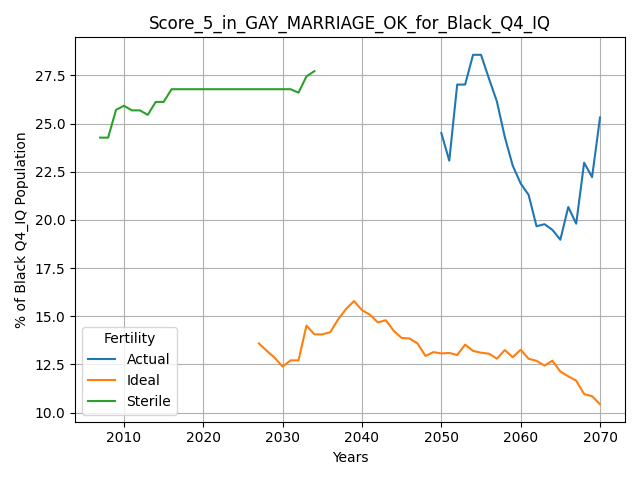 Score_5_in_GAY_MARRIAGE_OK_for_Black_Q4_IQ
% of Black Q4_IQ Population
27.5
25.0
22.5
20.0
17.5
15.0
12.5
10.0
Fertility
Actual
Ideal
Sterile
2010 2020 2030 2040 2050 2060 2070
Years